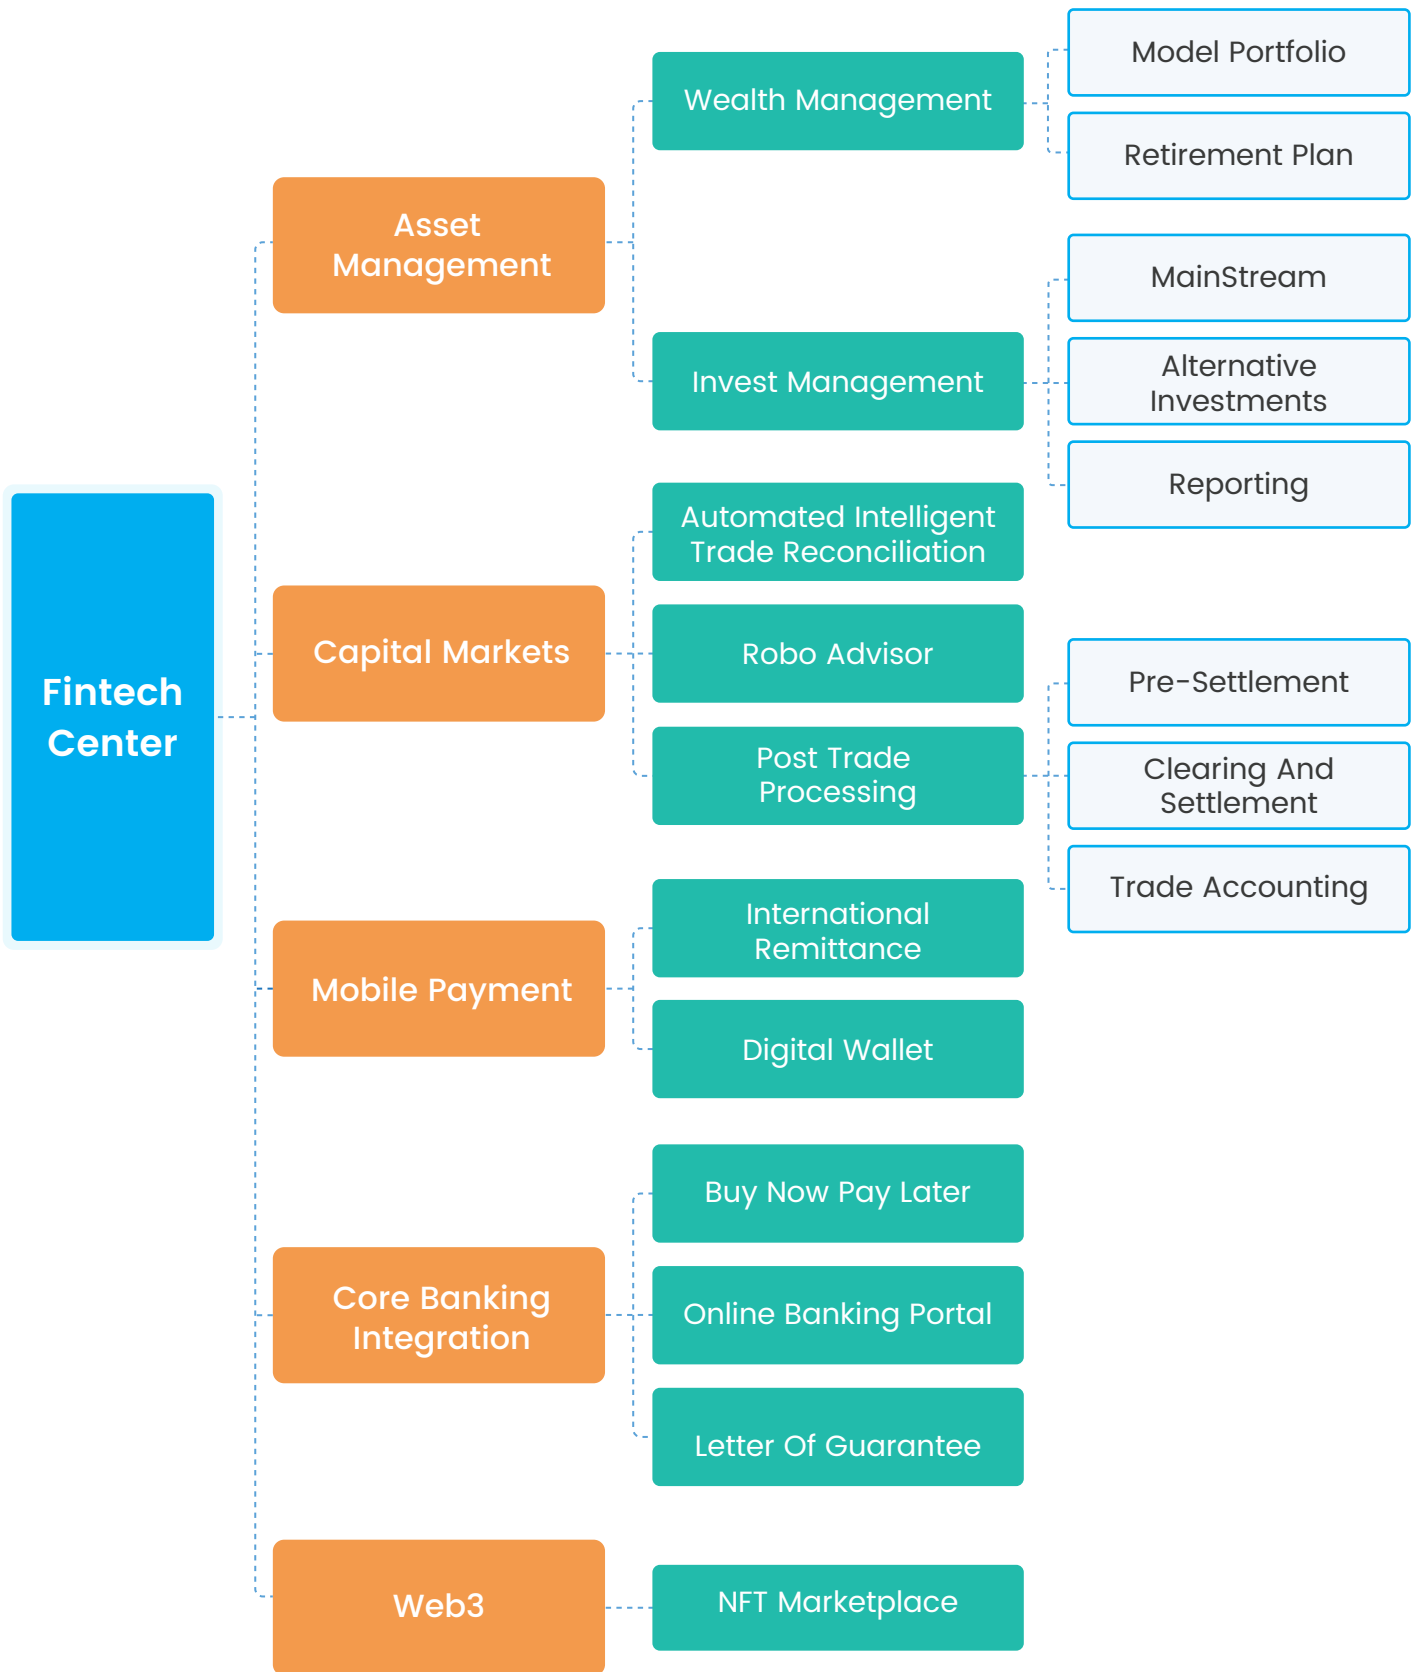 Fintech
Center
Asset
Management
Wealth Management
Model Portfolio
Retirement Plan
Invest Management
MainStream
Alternative
Investments
Reporting
Capital Markets
Automated Intelligent
Trade Reconciliation
Robo Advisor
Post Trade
Processing
Pre-Settlement
Clearing And
Settlement
Trade Accounting
Mobile Payment
International
Remittance
Digital Wallet
Core Banking
Integration
Buy Now Pay Later
Online Banking Portal
Letter Of Guarantee
Web3
NFT Marketplace